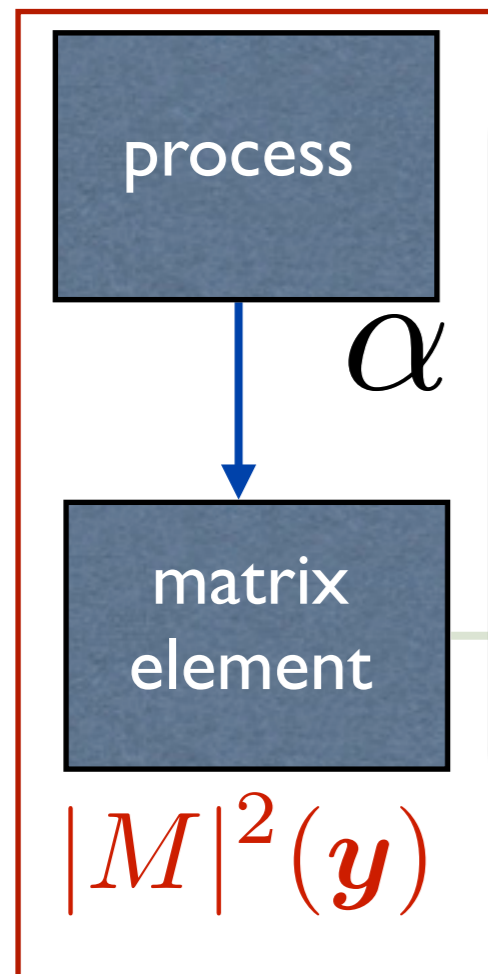 process
α
matrix
element
|M|²(y)